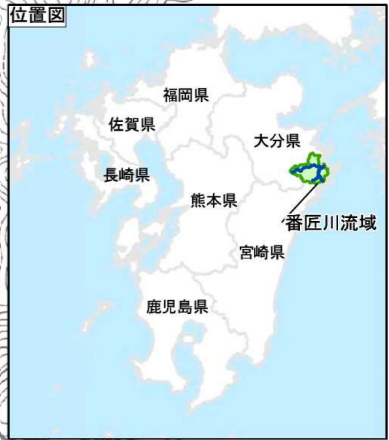 位置図
福岡県
佐賀県
大分県
長崎県
熊本県
番匠川流域
宮崎県
鹿児島県